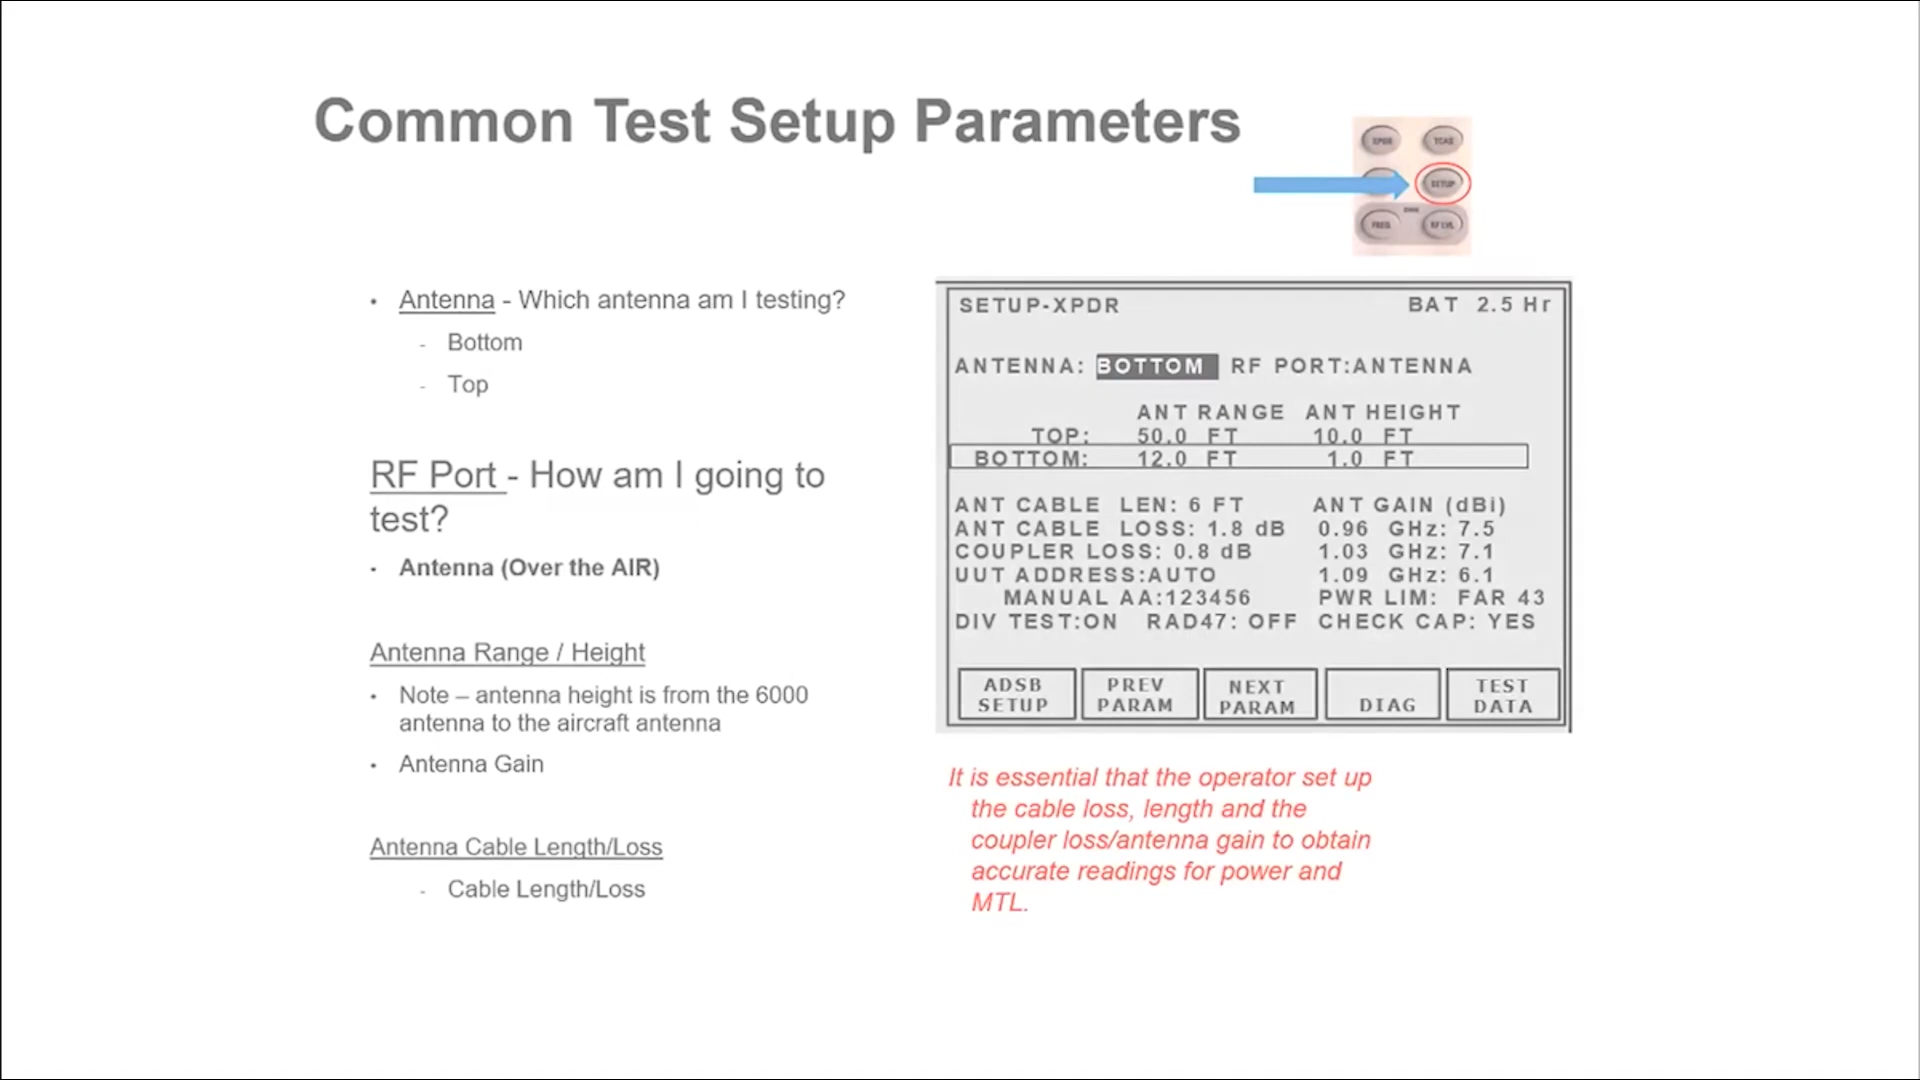 Common Test Setup Parameters
XPDR TCAS
SETUP
FREQ RF LVL
• Antenna - Which antenna am I testing?
- Bottom
- Top
RF Port - How am I going to
test?
• Antenna (Over the AIR)
Antenna Range / Height
• Note – antenna height is from the 6000
antenna to the aircraft antenna
• Antenna Gain
Antenna Cable Length/Loss
- Cable Length/Loss
SETUP-XPDR BAT 2.5 Hr
ANTENNA: BOTTOM RF PORT:ANTENNA
ANT RANGE ANT HEIGHT
TOP: 50.0 FT 10.0 FT
BOTTOM: 12.0 FT 1.0 FT
ANT CABLE LEN: 6 FT ANT GAIN (dBi)
ANT CABLE LOSS: 1.8 dB 0.96 GHz: 7.5
COUPLER LOSS: 0.8 dB 1.03 GHz: 7.1
UUT ADDRESS:AUTO 1.09 GHz: 6.1
MANUAL AA:123456 PWR LIM: FAR 43
DIV TEST:ON RAD47: OFF CHECK CAP: YES
ADSB SETUP PREV PARAM NEXT PARAM DIAG TEST DATA
It is essential that the operator set up
the cable loss, length and the
coupler loss/antenna gain to obtain
accurate readings for power and
MTL.